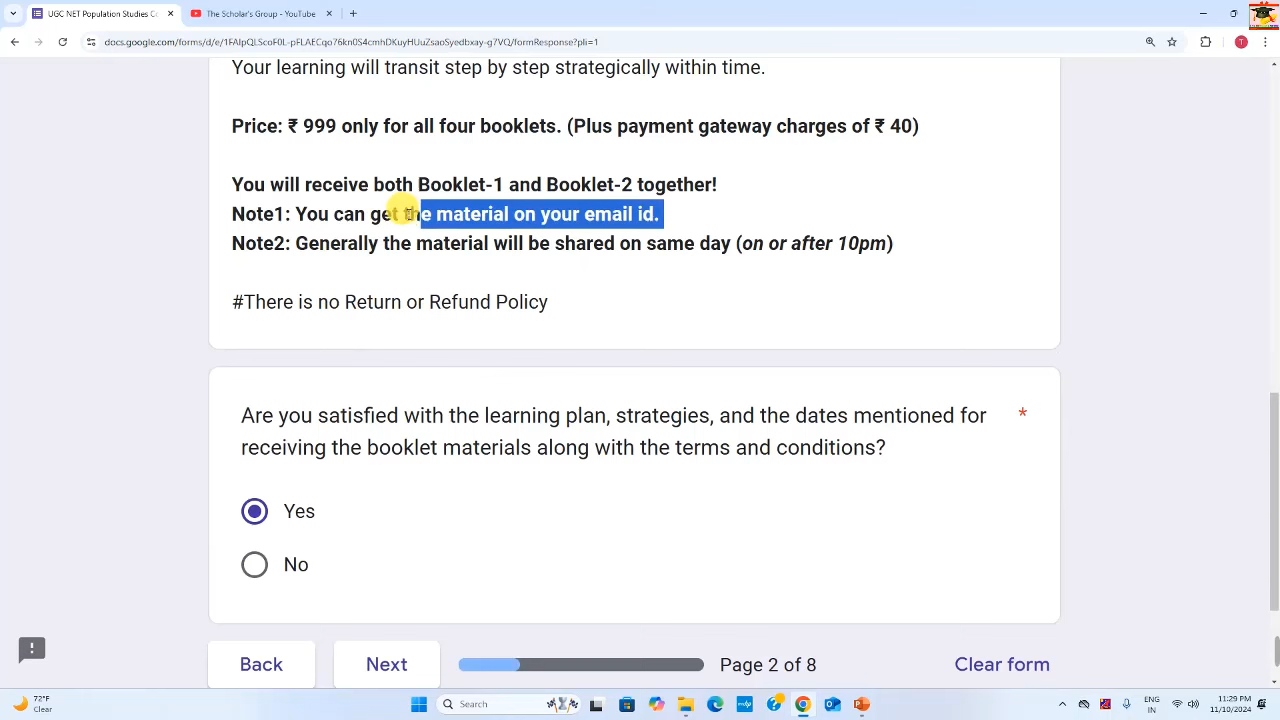 UGC NET Population Studies Co
The Scholar's Group - YouTube
docs.google.com/forms/d/e/1FAIpQLScoF0L-pFLAECqo76kn0S4cmhDKuyHUuZsaoSyedbxay-g7VQ/formResponse?pli=1
T
Your learning will transit step by step strategically within time.
Price: ₹ 999 only for all four booklets. (Plus payment gateway charges of ₹ 40)
You will receive both Booklet-1 and Booklet-2 together!
Note1: You can get the material on your email id.
Note2: Generally the material will be shared on same day (on or after 10pm)
#There is no Return or Refund Policy
Are you satisfied with the learning plan, strategies, and the dates mentioned for *
receiving the booklet materials along with the terms and conditions?
Yes
No
Back
Next
Page 2 of 8
Clear form
72°F
Clear
Search
ENG
IN
11:29 PM
11/10/2024